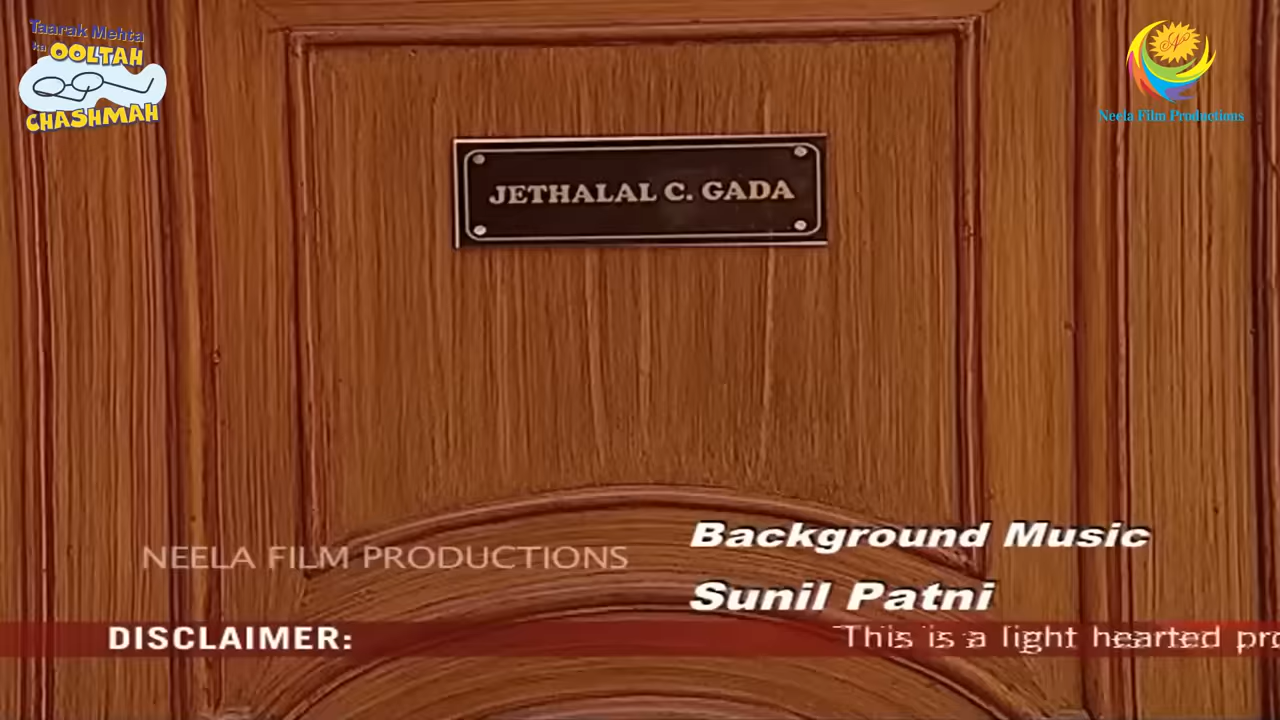 Taarak Mehta
ka OOLTAH
CHASHMAH
Neela Film Productions
JETHALAL C. GADA
Background Music
NEELA FILM PRODUCTIONS
Sunil Patni
DISCLAIMER: This is a light hearted